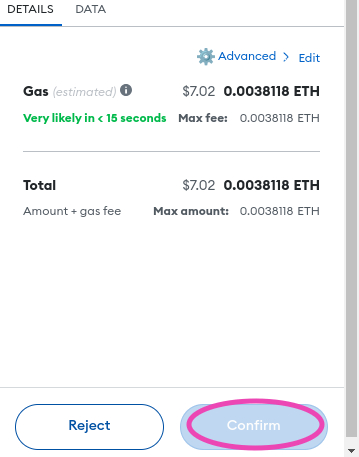 DETAILS DATA
Advanced > Edit
Gas (estimated) $7.02 0.0038118 ETH
Very likely in < 15 seconds Max fee: 0.0038118 ETH
Total $7.02 0.0038118 ETH
Amount + gas fee Max amount: 0.0038118 ETH
Reject Confirm